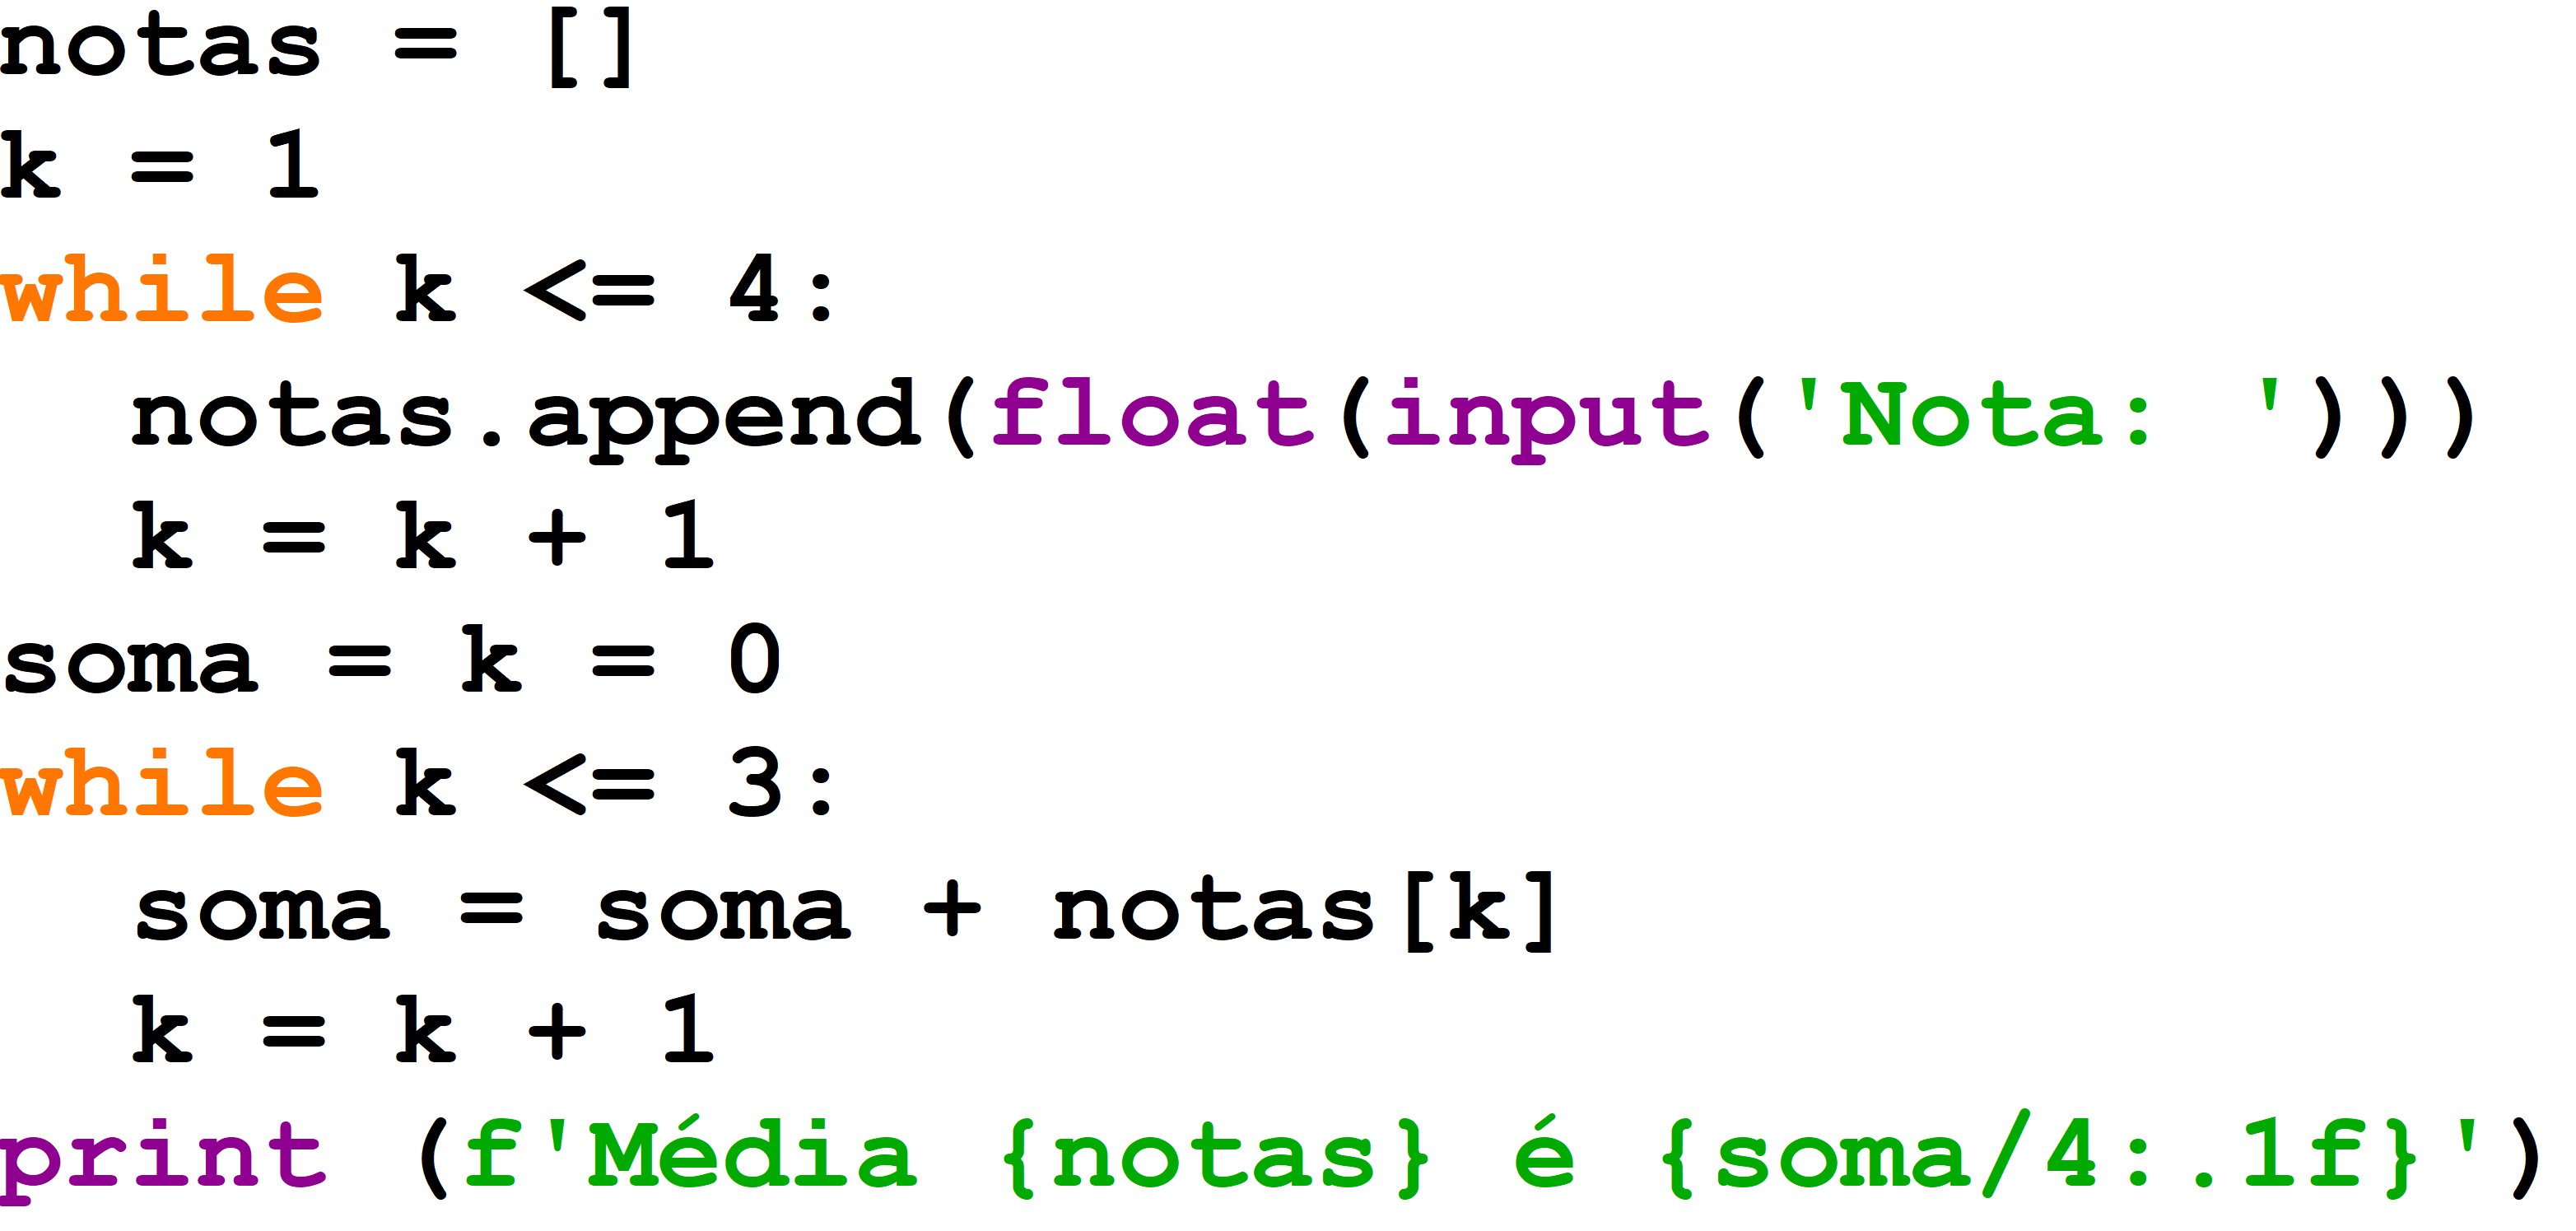 notas = []
k = 1
while k <= 4:
  notas.append(float(input('Nota: ')))
  k = k + 1
soma = k = 0
while k <= 3:
  soma = soma + notas[k]
  k = k + 1
print (f'Média {notas} é {soma/4:.1f}')